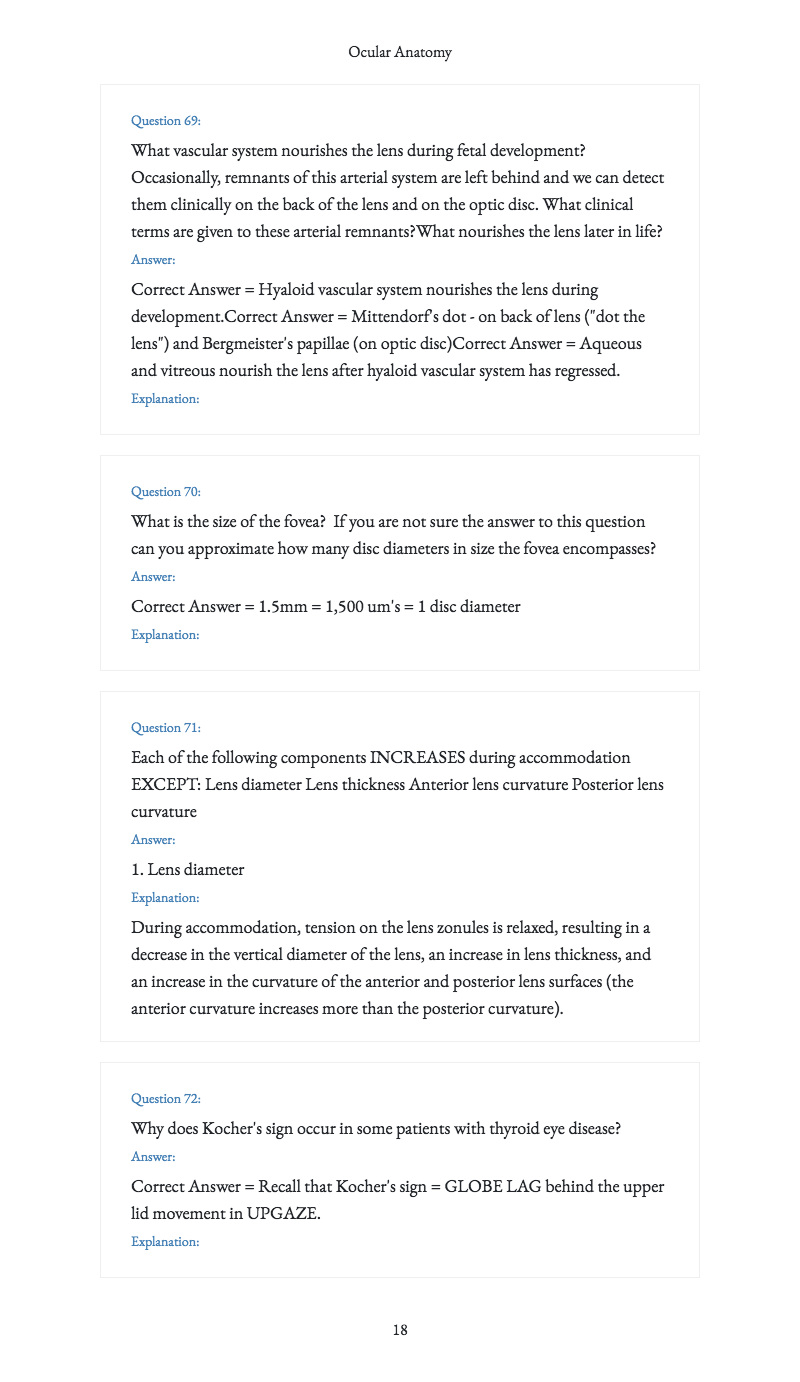 Ocular Anatomy
Question 69:
What vascular system nourishes the lens during fetal development?
Occasionally, remnants of this arterial system are left behind and we can detect
them clinically on the back of the lens and on the optic disc. What clinical
terms are given to these arterial remnants?What nourishes the lens later in life?
Answer:
Correct Answer = Hyaloid vascular system nourishes the lens during
development.Correct Answer = Mittendorf's dot - on back of lens ("dot the
lens") and Bergmeister's papillae (on optic disc)Correct Answer = Aqueous
and vitreous nourish the lens after hyaloid vascular system has regressed.
Explanation:
Question 70:
What is the size of the fovea?  If you are not sure the answer to this question
can you approximate how many disc diameters in size the fovea encompasses?
Answer:
Correct Answer = 1.5mm = 1,500 um's = 1 disc diameter
Explanation:
Question 71:
Each of the following components INCREASES during accommodation
EXCEPT: Lens diameter Lens thickness Anterior lens curvature Posterior lens
curvature
Answer:
1. Lens diameter
Explanation:
During accommodation, tension on the lens zonules is relaxed, resulting in a
decrease in the vertical diameter of the lens, an increase in lens thickness, and
an increase in the curvature of the anterior and posterior lens surfaces (the
anterior curvature increases more than the posterior curvature).
Question 72:
Why does Kocher's sign occur in some patients with thyroid eye disease?
Answer:
Correct Answer = Recall that Kocher's sign = GLOBE LAG behind the upper
lid movement in UPGAZE.
Explanation:
18